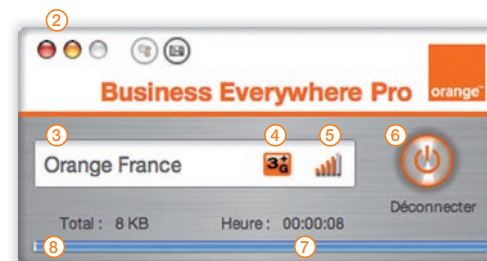 ②
Business Everywhere Pro
orange™
③ ④ ⑤ ⑥
Orange France 3G+
Déconnecter
Total : 8 KB Heure : 00:00:08
⑧ ⑦